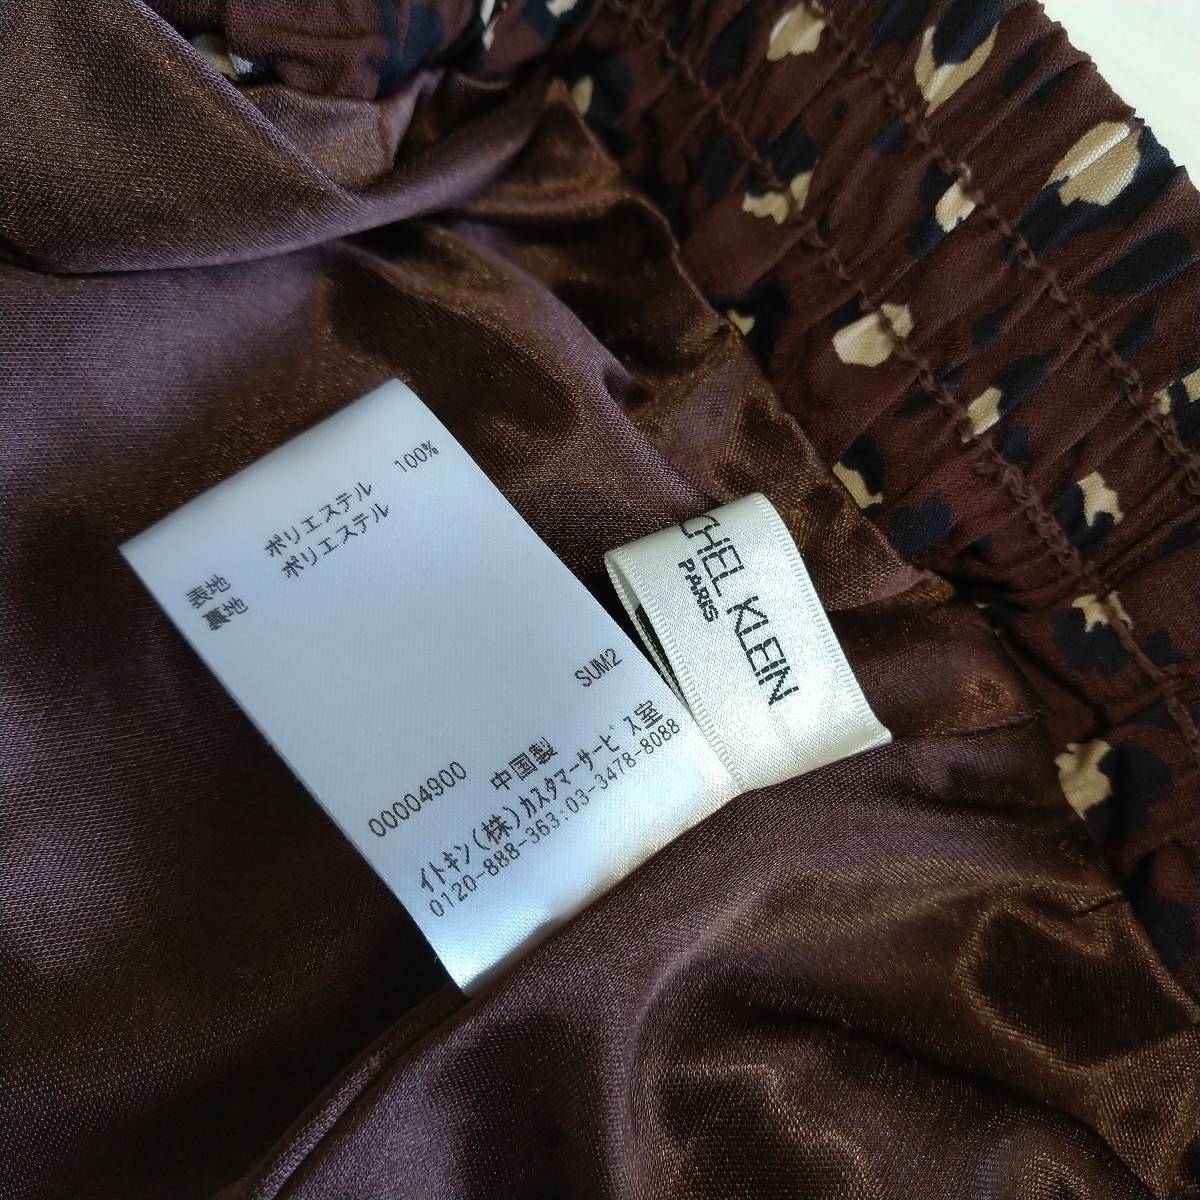 表地 ポリエステル 100%
裏地 ポリエステル
SUM2
00004900 中国製
イトキン(株)カスタマーサービス室
0120-888-363:03-3478-8088
CHEL KLEIN
PARIS